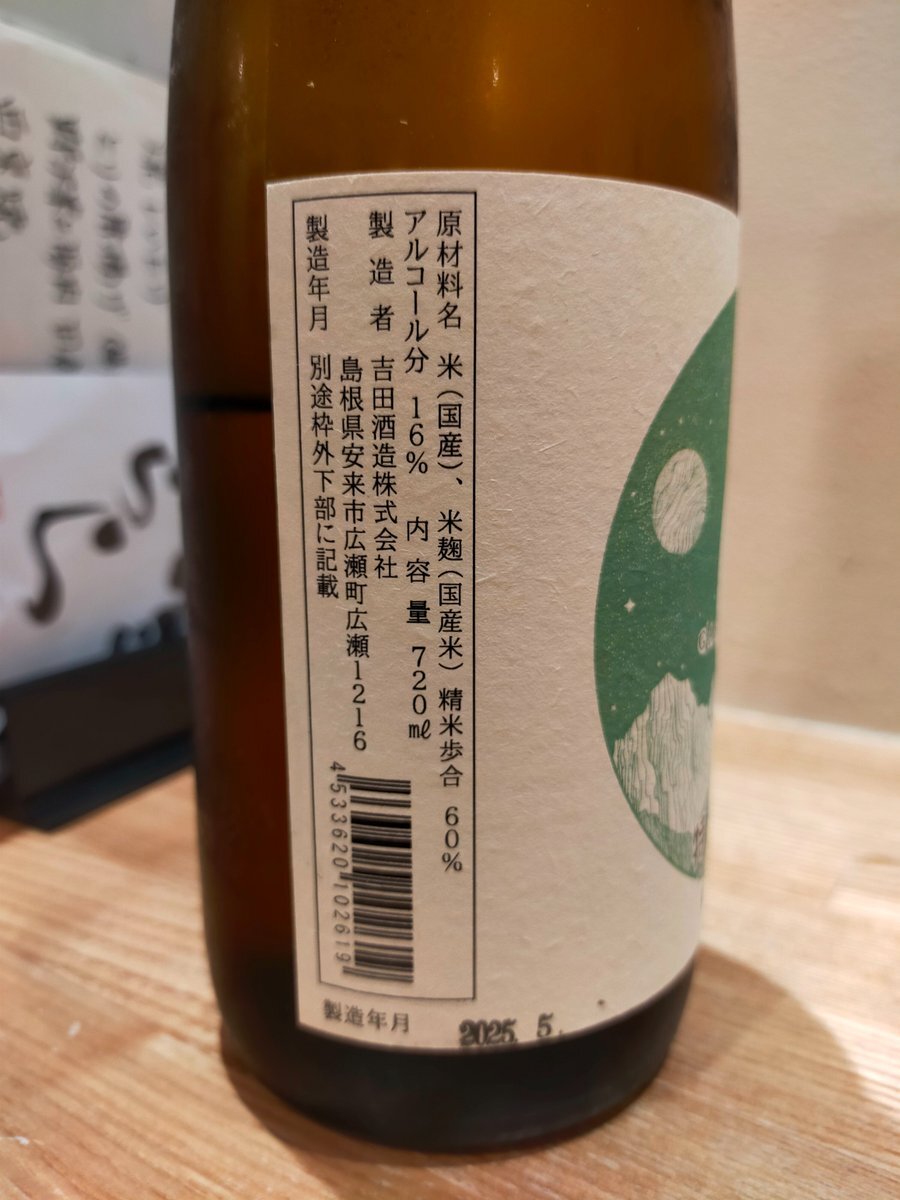 原材料名 米(国産)、米麹(国産米) 精米歩合 60%
アルコール分 16% 内容量 720㎖
製造者 吉田酒造株式会社
島根県安来市広瀬町広瀬1216
製造年月 別途枠外下部に記載
4533620102619
製造年月 2025. 5.